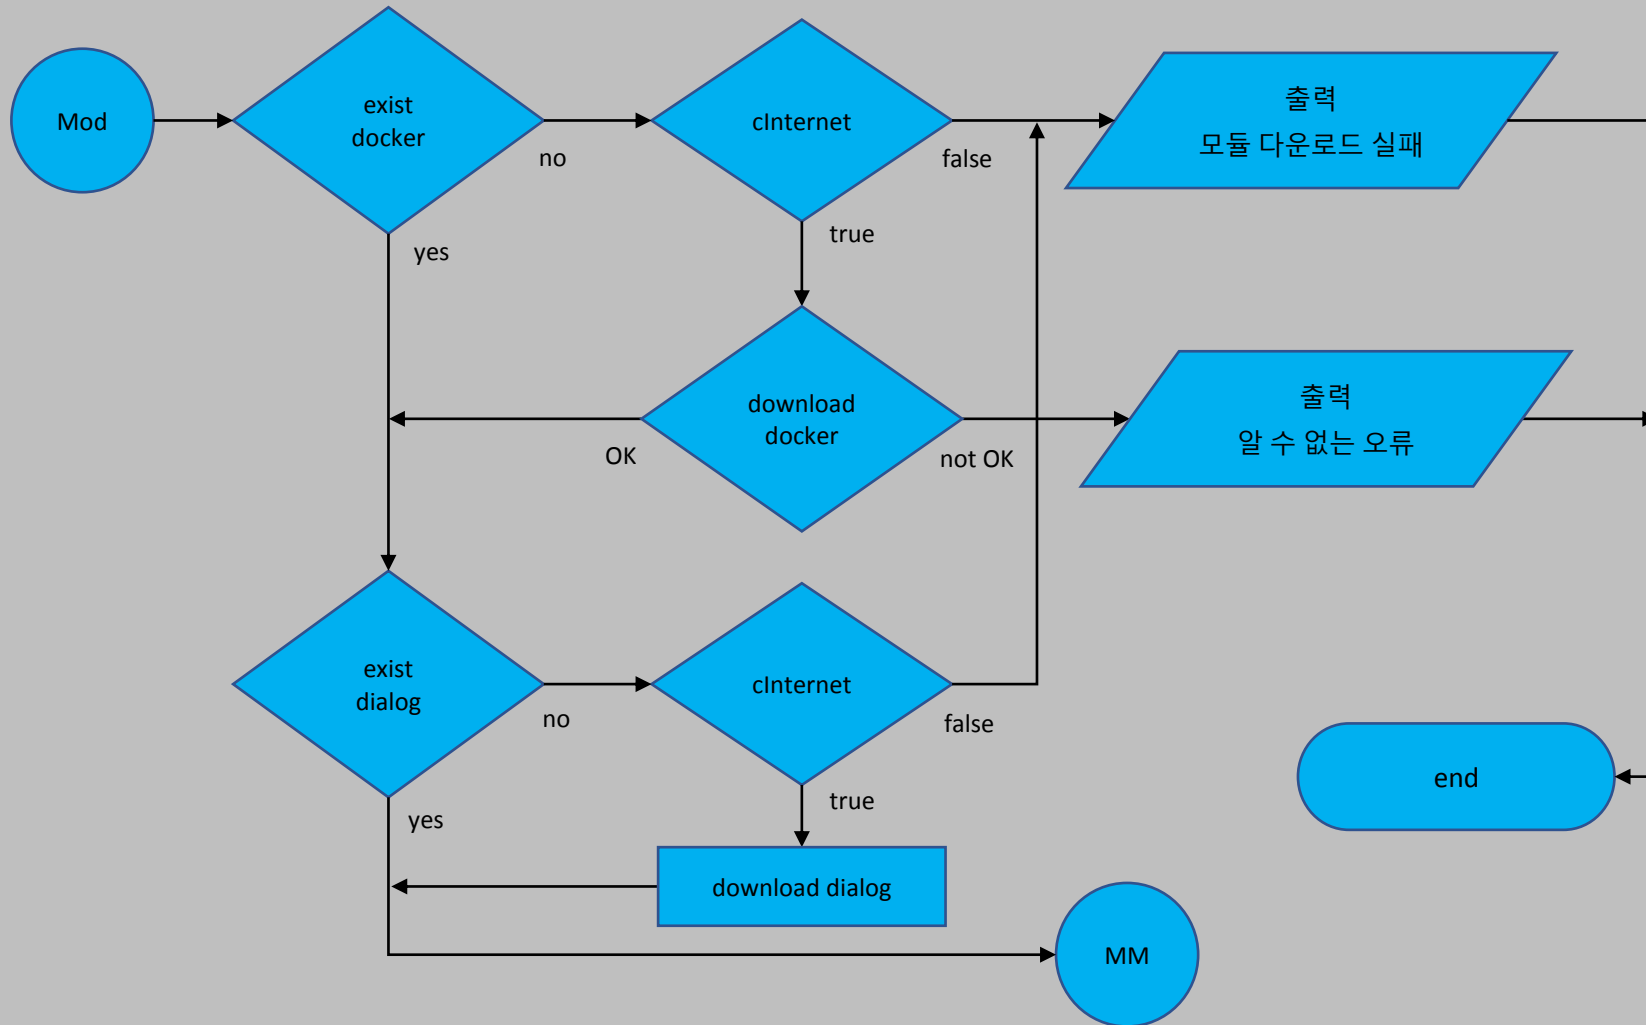 Mod
exist
docker
no
cInternet
false
출력
모듈 다운로드 실패
yes
true
download
docker
OK
not OK
출력
알 수 없는 오류
exist
dialog
no
cInternet
false
end
yes
true
download dialog
MM